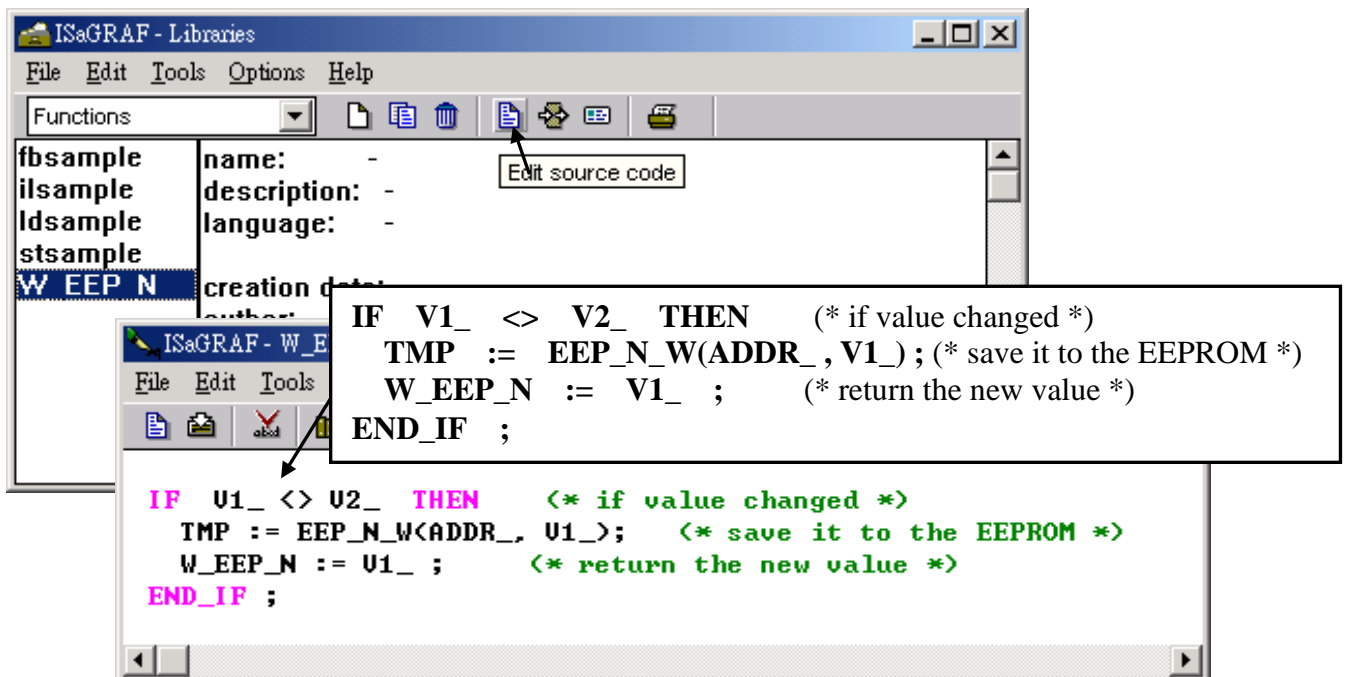 ISaGRAF - Libraries
File Edit Tools Options Help
Functions
Edit source code
fbsample
ilsample
ldsample
stsample
W_EEP_N
name: -
description: -
language: -
creation date:
author:
IF V1_ <> V2_ THEN (* if value changed *)
TMP := EEP_N_W(ADDR_ , V1_) ; (* save it to the EEPROM *)
W_EEP_N := V1_ ; (* return the new value *)
END_IF ;
ISaGRAF - W_E
File Edit Tools
IF V1_ <> V2_ THEN (* if value changed *)
TMP := EEP_N_W(ADDR_, V1_); (* save it to the EEPROM *)
W_EEP_N := V1_ ; (* return the new value *)
END_IF ;